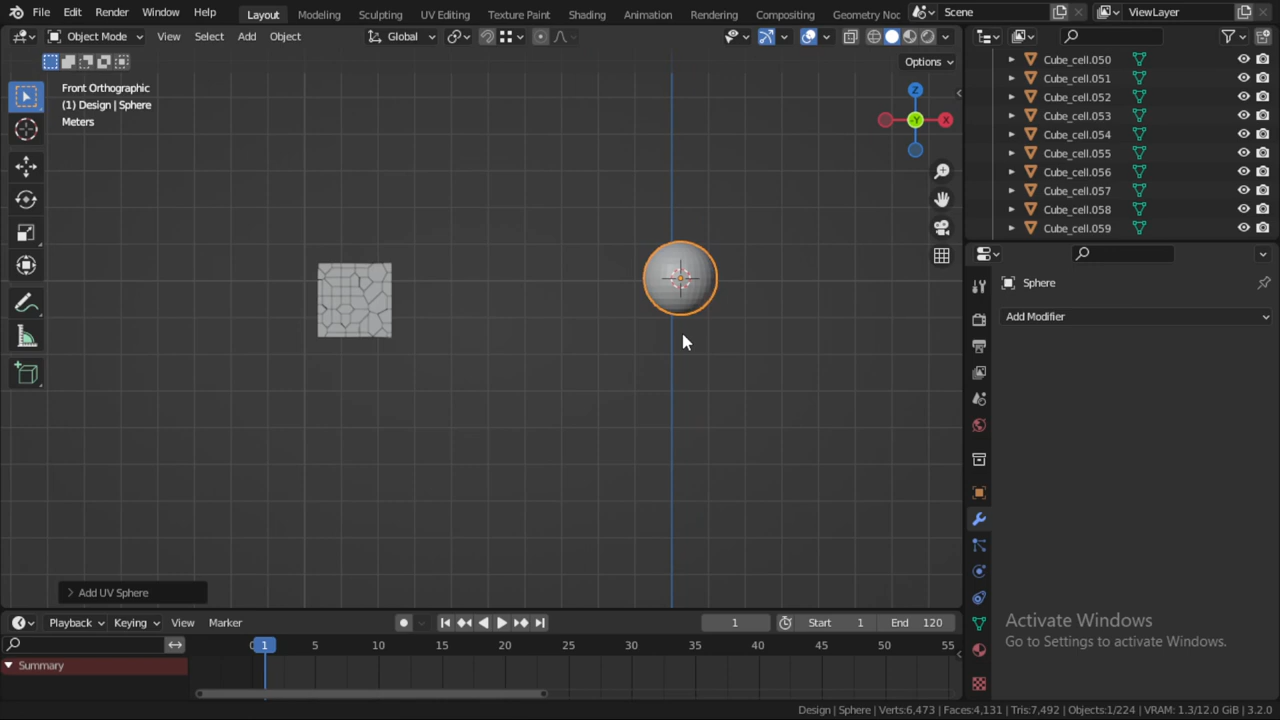 File Edit Render Window Help Layout Modeling Sculpting UV Editing Texture Paint Shading Animation Rendering Compositing Geometry Noc Scene ViewLayer
Object Mode View Select Add Object Global
Options
Front Orthographic
(1) Design | Sphere
Meters
Z
X
-Y
Cube_cell.050
Cube_cell.051
Cube_cell.052
Cube_cell.053
Cube_cell.054
Cube_cell.055
Cube_cell.056
Cube_cell.057
Cube_cell.058
Cube_cell.059
Sphere
Add Modifier
Add UV Sphere
Activate Windows
Go to Settings to activate Windows.
Playback Keying View Marker 1 Start 1 End 120
0 1 5 10 15 20 25 30 35 40 45 50 55
Summary
Design | Sphere | Verts:6,473 | Faces:4,131 | Tris:7,492 | Objects:1/224 | VRAM: 1.3/12.0 GiB | 3.2.0